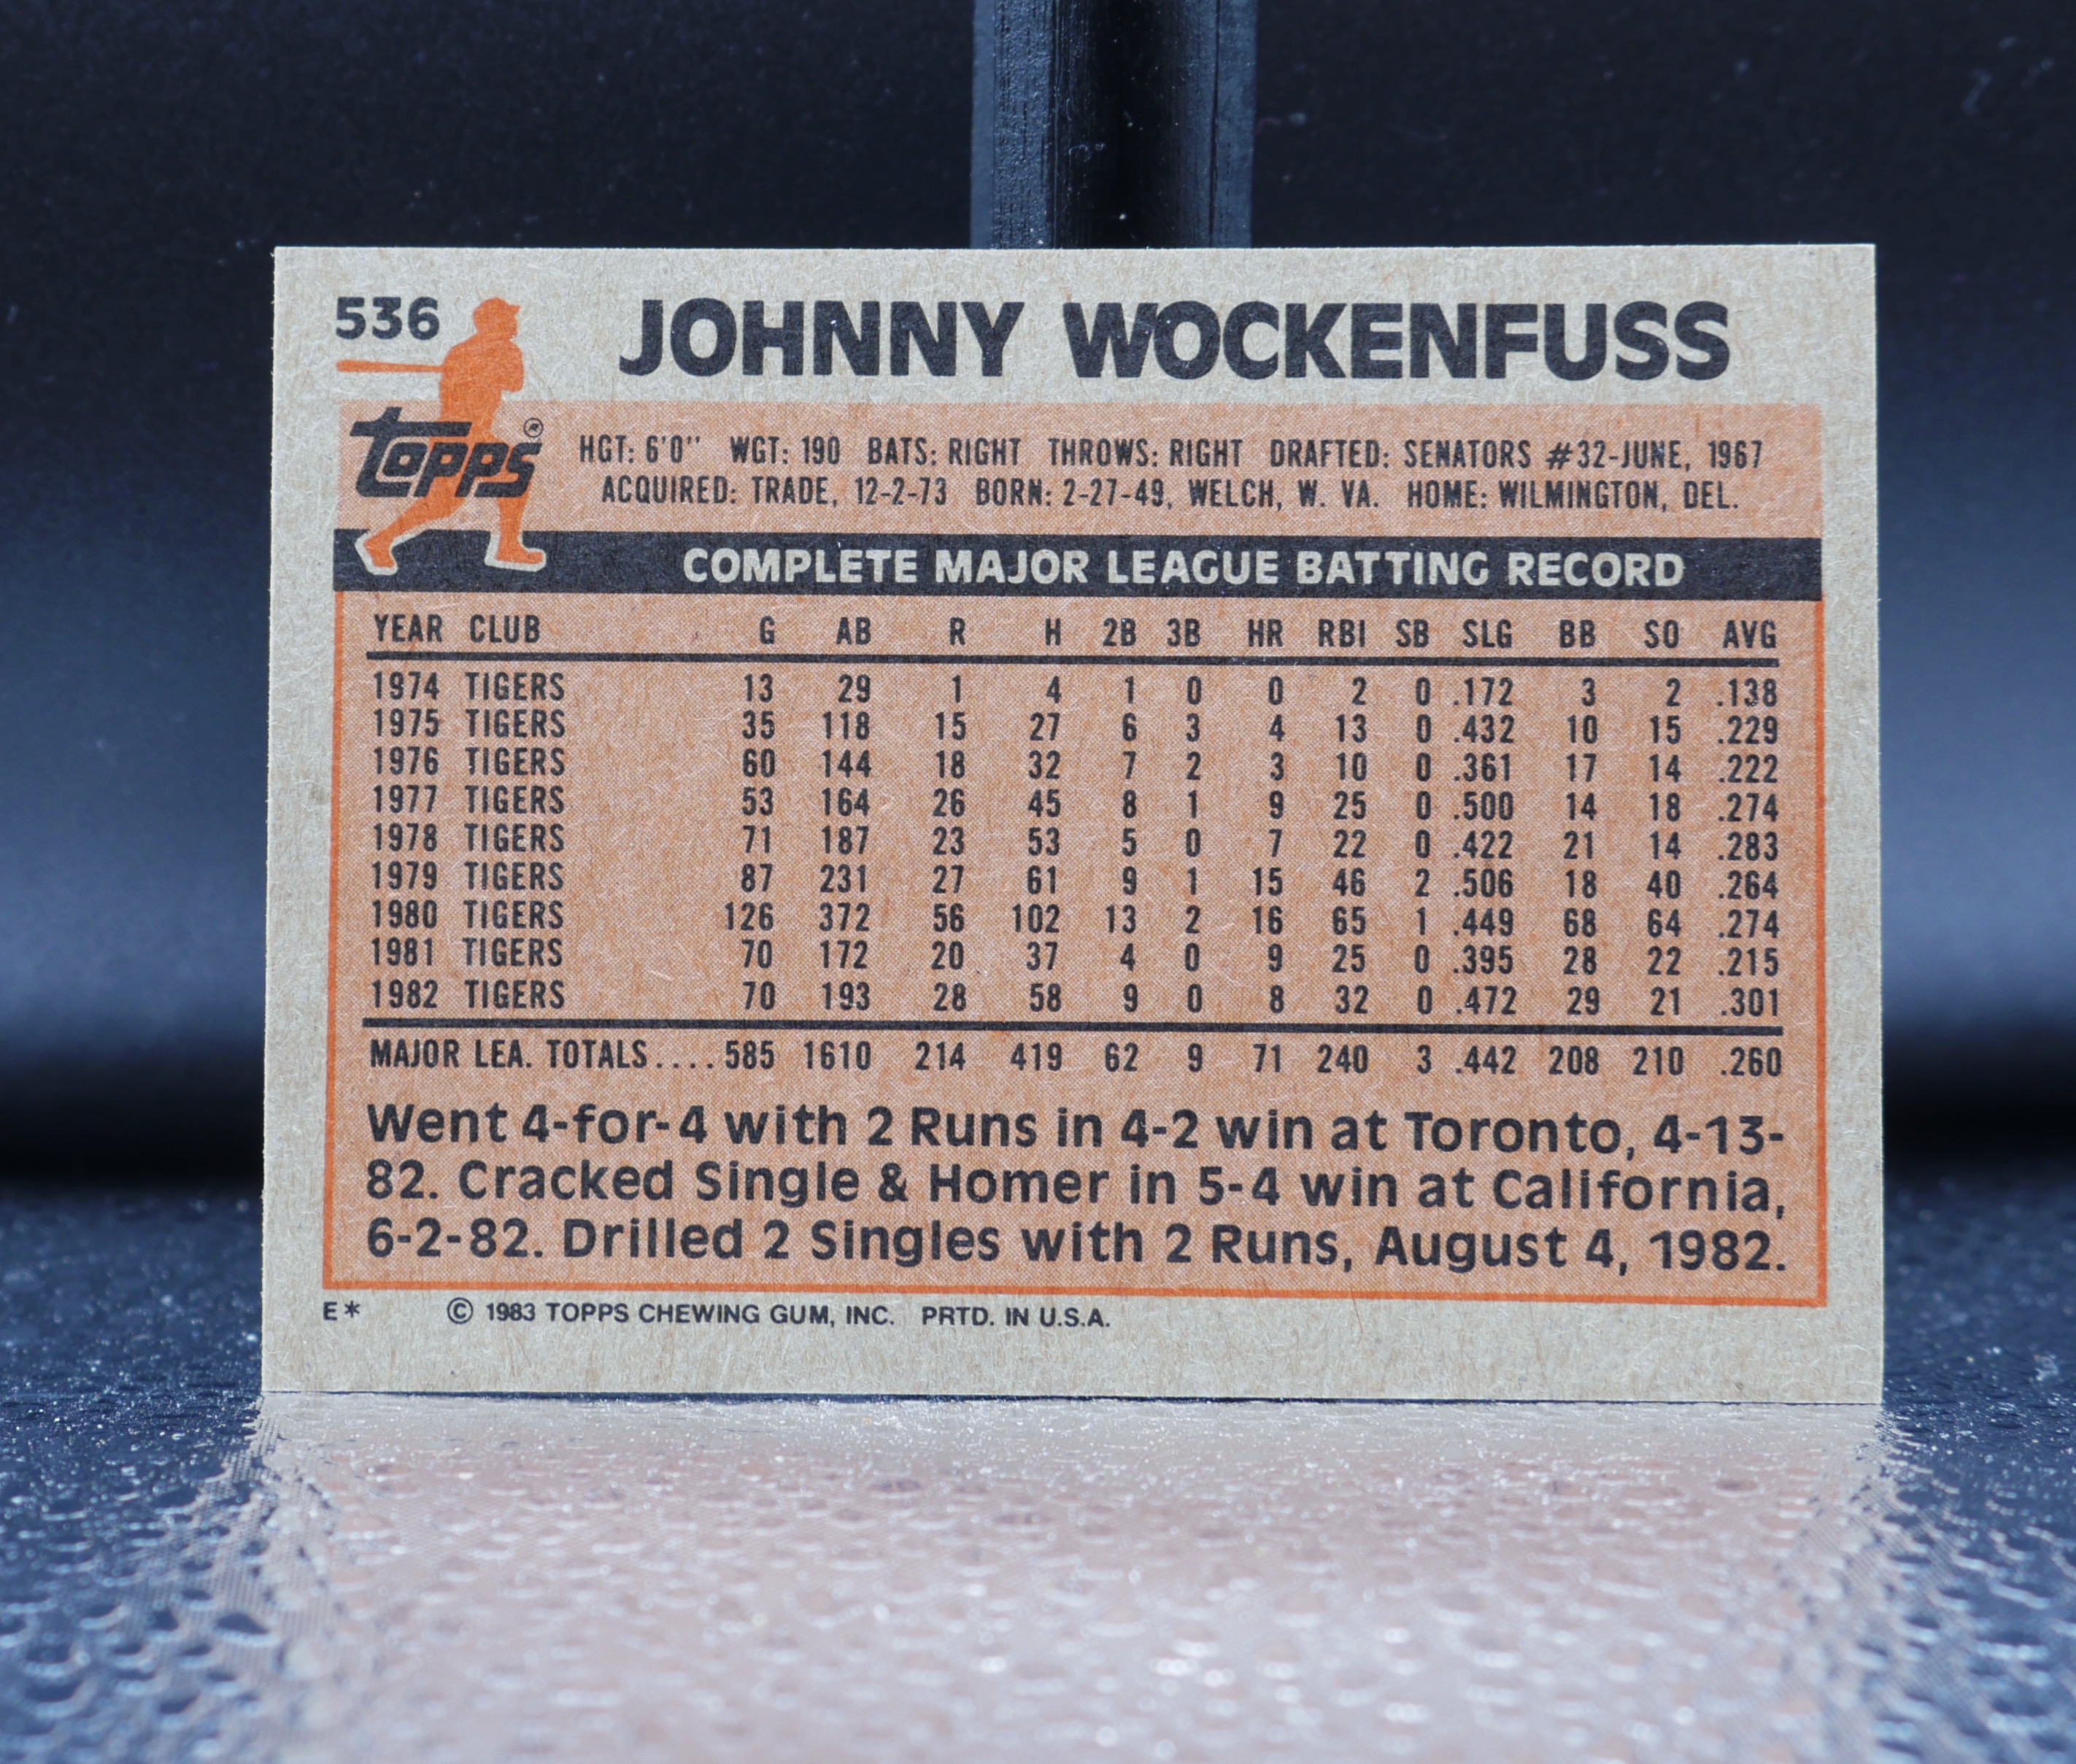 536
JOHNNY WOCKENFUSS
Topps®
HGT: 6'0" WGT: 190 BATS: RIGHT THROWS: RIGHT DRAFTED: SENATORS #32-JUNE, 1967
ACQUIRED: TRADE, 12-2-73 BORN: 2-27-49, WELCH, W. VA. HOME: WILMINGTON, DEL.
COMPLETE MAJOR LEAGUE BATTING RECORD
YEAR CLUB G AB R H 2B 3B HR RBI SB SLG BB SO AVG
1974 TIGERS 13 29 1 4 1 0 0 2 0 .172 3 2 .138
1975 TIGERS 35 118 15 27 6 3 4 13 0 .432 10 15 .229
1976 TIGERS 60 144 18 32 7 2 3 10 0 .361 17 14 .222
1977 TIGERS 53 164 26 45 8 1 9 25 0 .500 14 18 .274
1978 TIGERS 71 187 23 53 5 0 7 22 0 .422 21 14 .283
1979 TIGERS 87 231 27 61 9 1 15 46 2 .506 18 40 .264
1980 TIGERS 126 372 56 102 13 2 16 65 1 .449 68 64 .274
1981 TIGERS 70 172 20 37 4 0 9 25 0 .395 28 22 .215
1982 TIGERS 70 193 28 58 9 0 8 32 0 .472 29 21 .301
MAJOR LEA. TOTALS.... 585 1610 214 419 62 9 71 240 3 .442 208 210 .260
Went 4-for-4 with 2 Runs in 4-2 win at Toronto, 4-13-
82. Cracked Single & Homer in 5-4 win at California,
6-2-82. Drilled 2 Singles with 2 Runs, August 4, 1982.
E* © 1983 TOPPS CHEWING GUM, INC. PRTD. IN U.S.A.